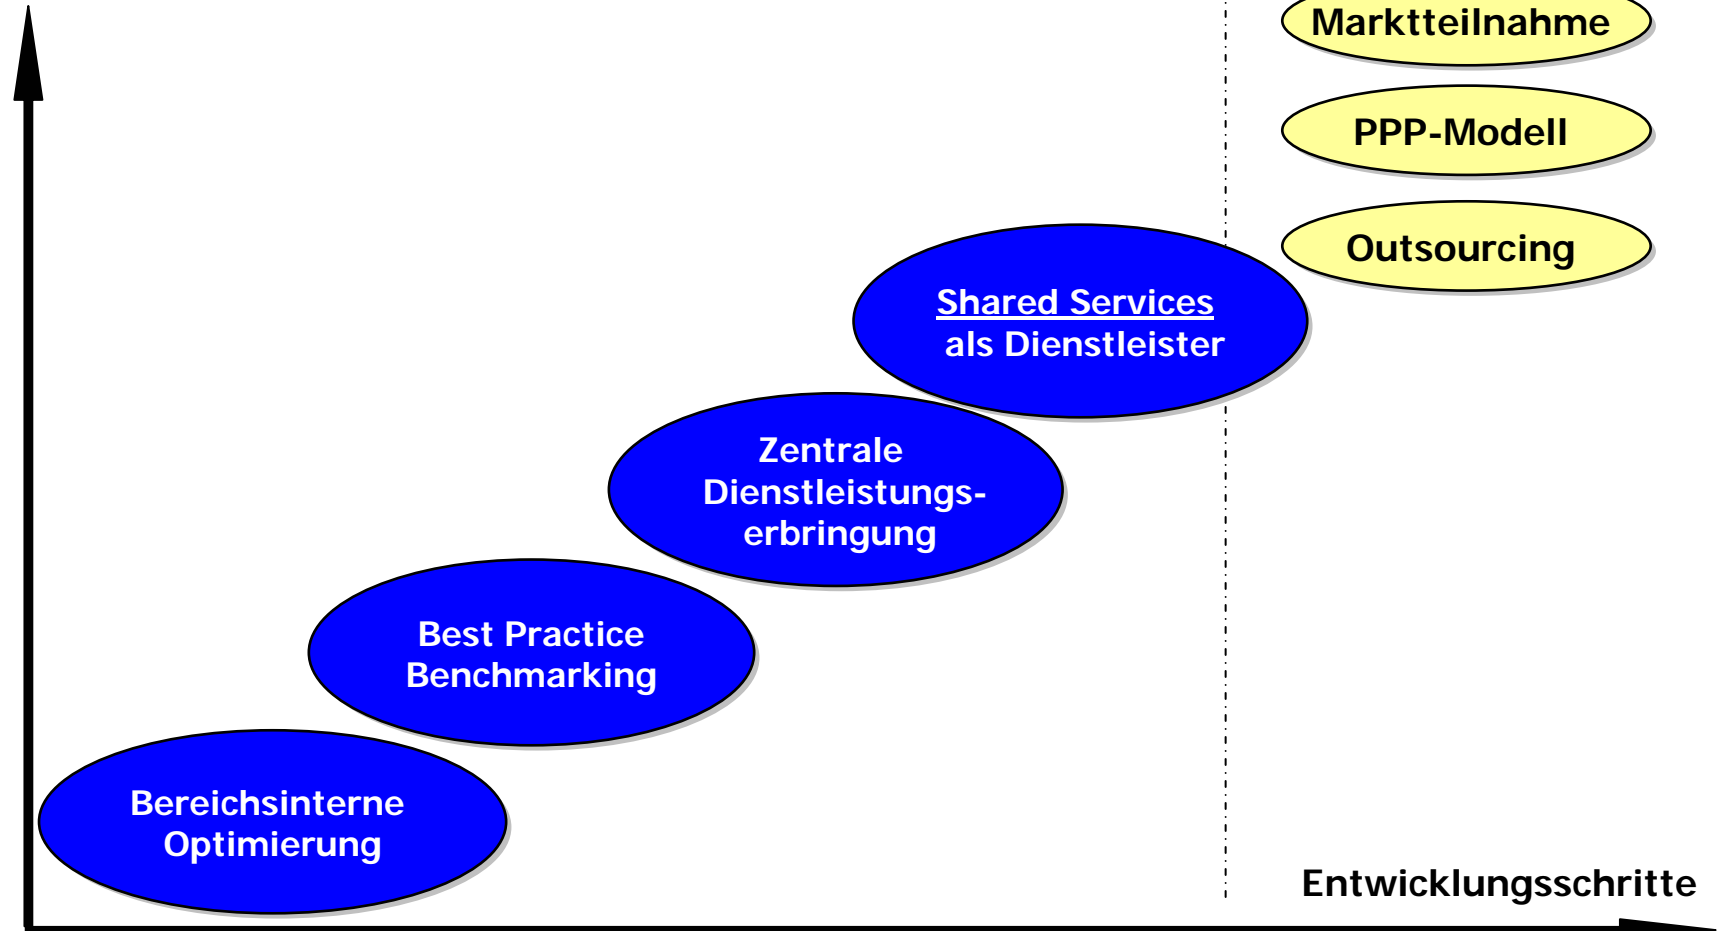 Marktteilnahme
PPP-Modell
Outsourcing
Shared Services
als Dienstleister
Zentrale
Dienstleistungs-
erbringung
Best Practice
Benchmarking
Bereichsinterne
Optimierung
Entwicklungsschritte